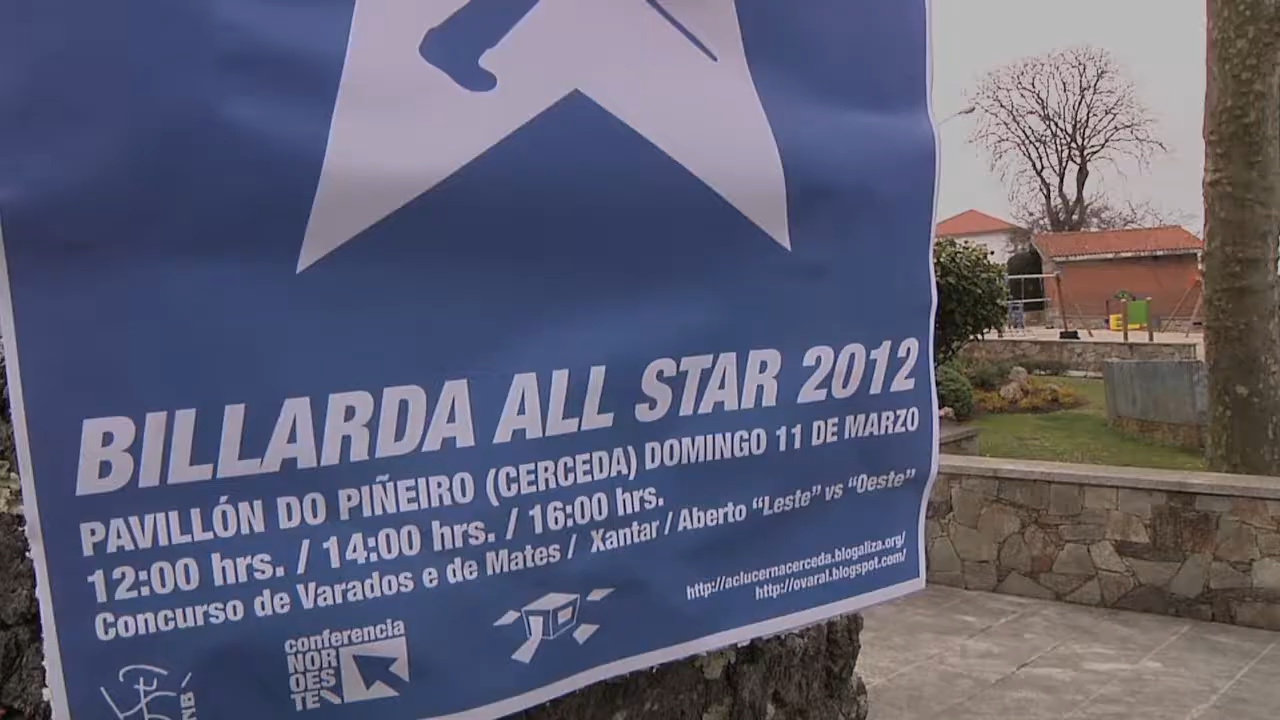 BILLARDA ALL STAR 2012
PAVILLÓN DO PIÑEIRO (CERCEDA) DOMINGO 11 DE MARZO
12:00 hrs. / 14:00 hrs. / 16:00 hrs.
Concurso de Varados e de Mates / Xantar / Aberto “Leste” vs “Oeste”
http://aclucernacerceda.blogaliza.org/
http://ovaral.blogspot.com/
conferencia
NOR
OES
TE